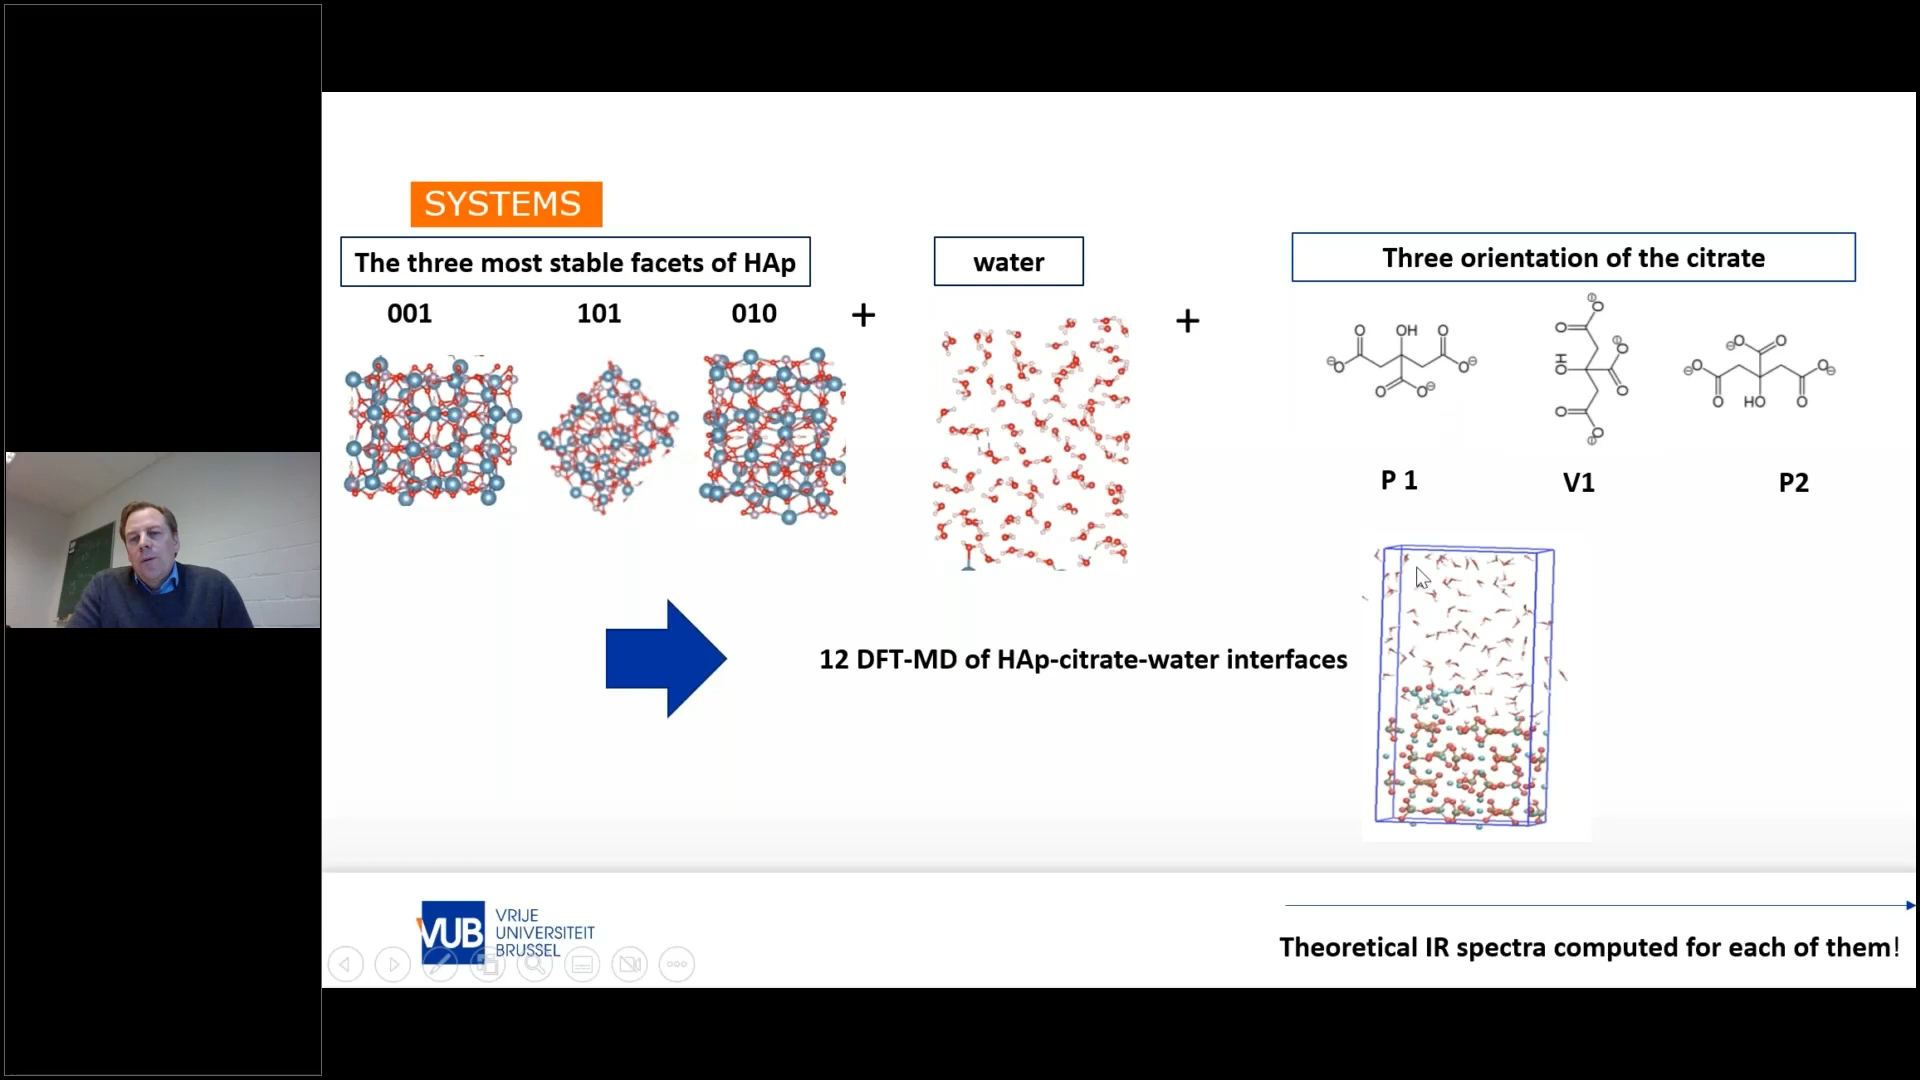 SYSTEMS
The three most stable facets of HAp
water
Three orientation of the citrate
001
101
010
+
+
O
OH
O
⊖O
O⊖
O
O⊖
⊖
O
O
HO
O⊖
O
O
O
⊖
⊖O
O
⊖O
O⊖
O
HO
O
P 1
V1
P2
12 DFT-MD of HAp-citrate-water interfaces
VUB
VRIJE
UNIVERSITEIT
BRUSSEL
Theoretical IR spectra computed for each of them!